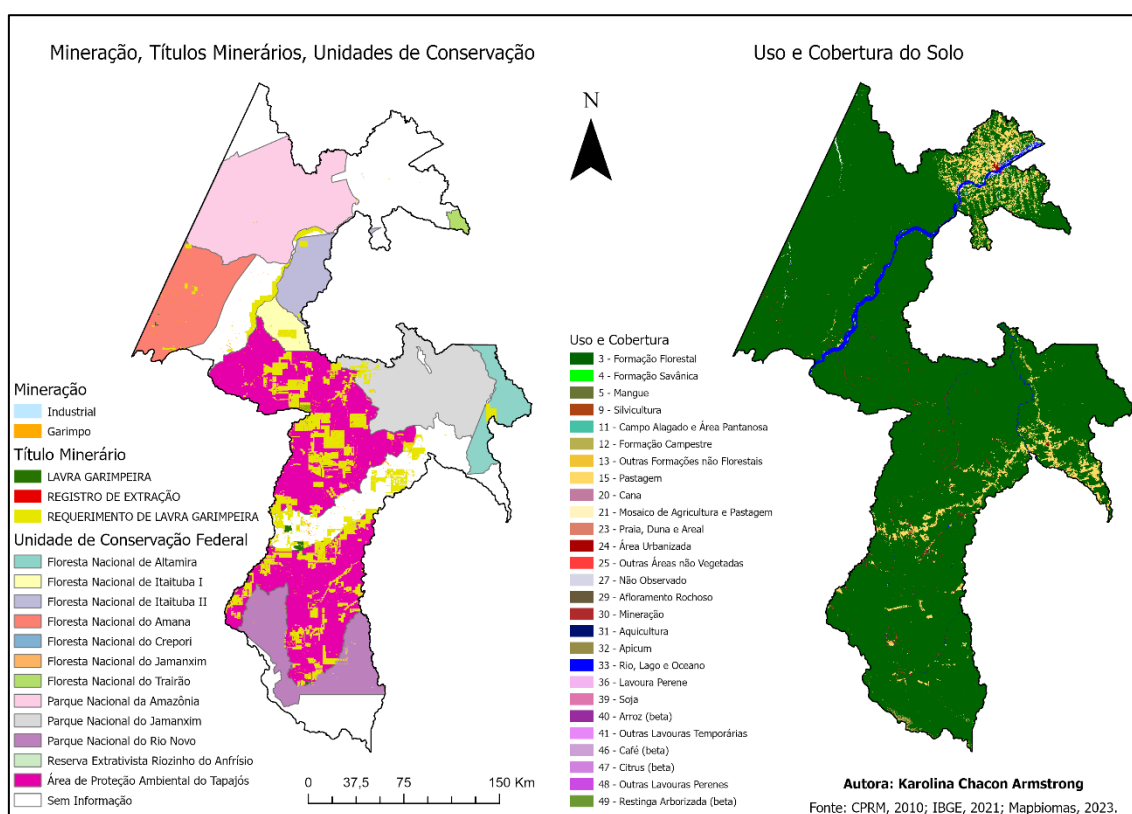 Mineração, Títulos Minerários, Unidades de Conservação
Uso e Cobertura do Solo
N
Mineração
Industrial
Garimpo
Título Minerário
LAVRA GARIMPEIRA
REGISTRO DE EXTRAÇÃO
REQUERIMENTO DE LAVRA GARIMPEIRA
Unidade de Conservação Federal
Floresta Nacional de Altamira
Floresta Nacional de Itaituba I
Floresta Nacional de Itaituba II
Floresta Nacional do Amana
Floresta Nacional do Crepori
Floresta Nacional do Jamanxim
Floresta Nacional do Trairão
Parque Nacional da Amazônia
Parque Nacional do Jamanxim
Parque Nacional do Rio Novo
Reserva Extrativista Riozinho do Anfrísio
Área de Proteção Ambiental do Tapajós
Sem Informação
0 37,5 75 150 Km
Uso e Cobertura
3 - Formação Florestal
4 - Formação Savânica
5 - Mangue
9 - Silvicultura
11 - Campo Alagado e Área Pantanosa
12 - Formação Campestre
13 - Outras Formações não Florestais
15 - Pastagem
20 - Cana
21 - Mosaico de Agricultura e Pastagem
23 - Praia, Duna e Areal
24 - Área Urbanizada
25 - Outras Áreas não Vegetadas
27 - Não Observado
29 - Afloramento Rochoso
30 - Mineração
31 - Aquicultura
32 - Apicum
33 - Rio, Lago e Oceano
36 - Lavoura Perene
39 - Soja
40 - Arroz (beta)
41 - Outras Lavouras Temporárias
46 - Café (beta)
47 - Citrus (beta)
48 - Outras Lavouras Perenes
49 - Restinga Arborizada (beta)
Autora: Karolina Chacon Armstrong
Fonte: CPRM, 2010; IBGE, 2021; Mapbiomas, 2023.